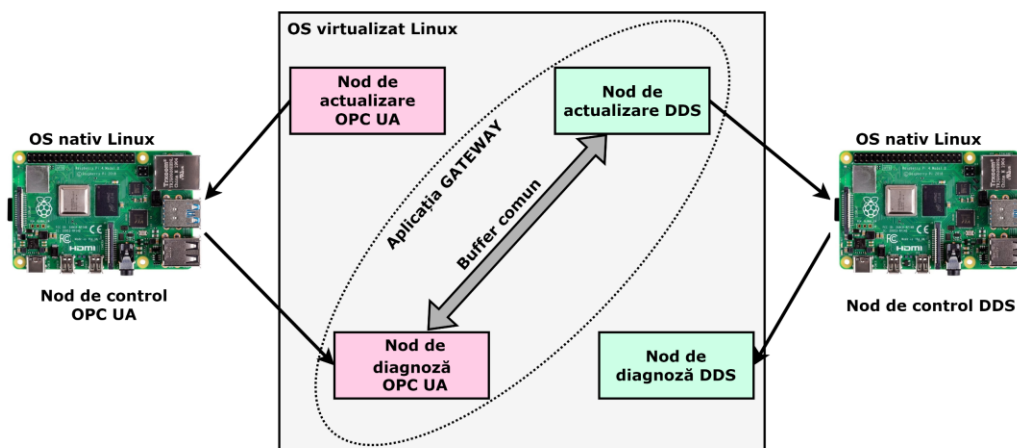 OS virtualizat Linux
Nod de
actualizare
OPC UA
Nod de
actualizare DDS
OS nativ Linux
OS nativ Linux
Aplicația GATEWAY
Buffer comun
HDMI
HDMI
Nod de control
OPC UA
Nod de control DDS
Nod de
diagnoză
OPC UA
Nod de
diagnoză DDS